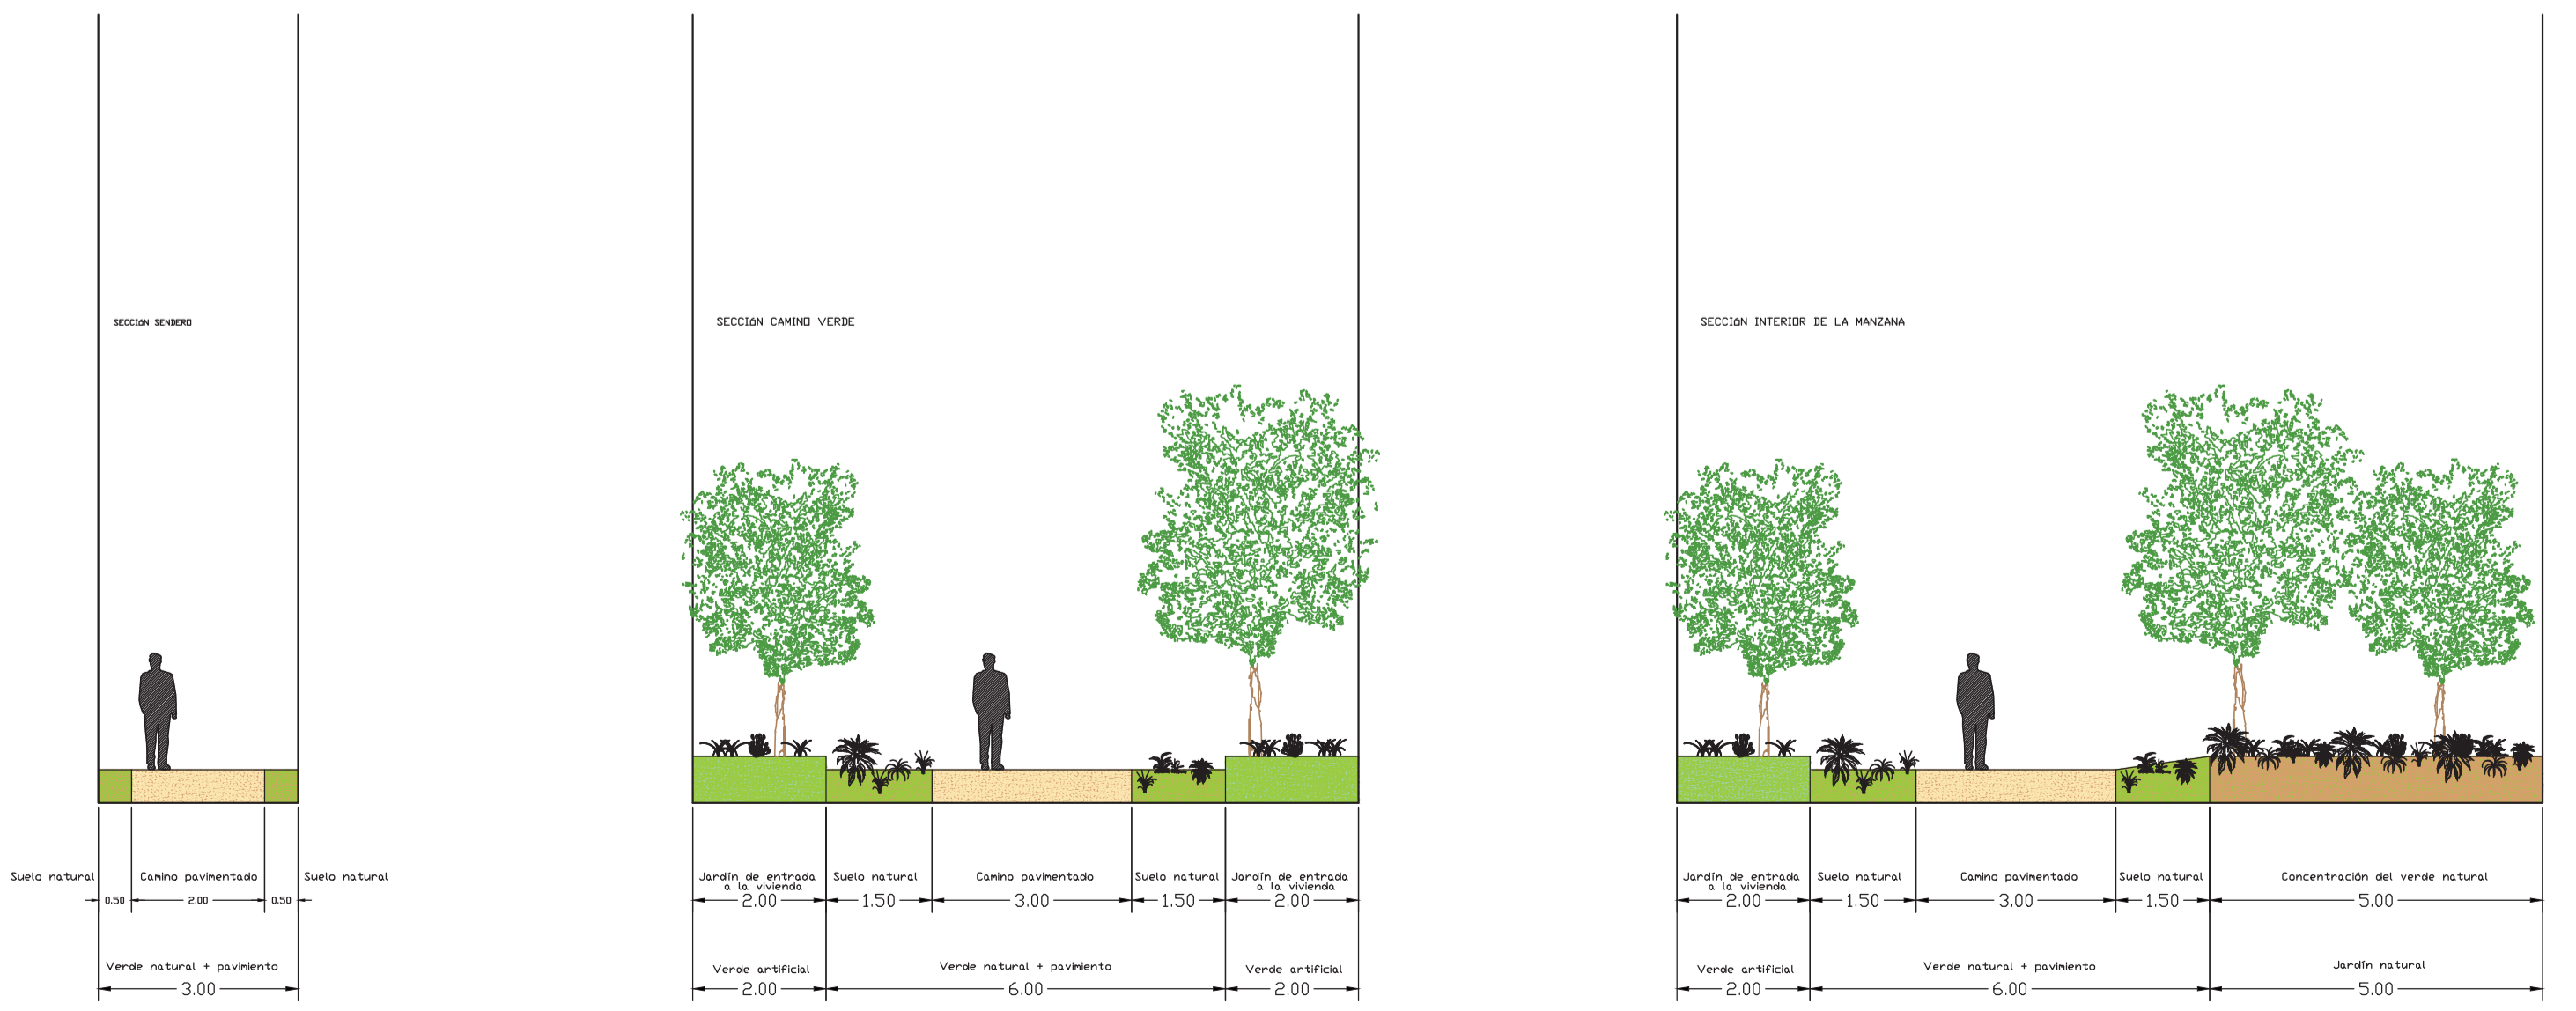 SECCIÓN SENDERO
Suelo natural
Camino pavimentado
Suelo natural
0.50
2.00
0.50
Verde natural + pavimiento
3.00
SECCIÓN CAMINO VERDE
Jardín de entrada
a la vivienda
Suelo natural
Camino pavimentado
Suelo natural
Jardín de entrada
a la vivienda
2.00
1.50
3.00
1.50
2.00
Verde artificial
Verde natural + pavimiento
Verde artificial
2.00
6.00
2.00
SECCIÓN INTERIOR DE LA MANZANA
Jardín de entrada
a la vivienda
Suelo natural
Camino pavimentado
Suelo natural
Concentración del verde natural
2.00
1.50
3.00
1.50
5.00
Verde artificial
Verde natural + pavimiento
Jardín natural
2.00
6.00
5.00